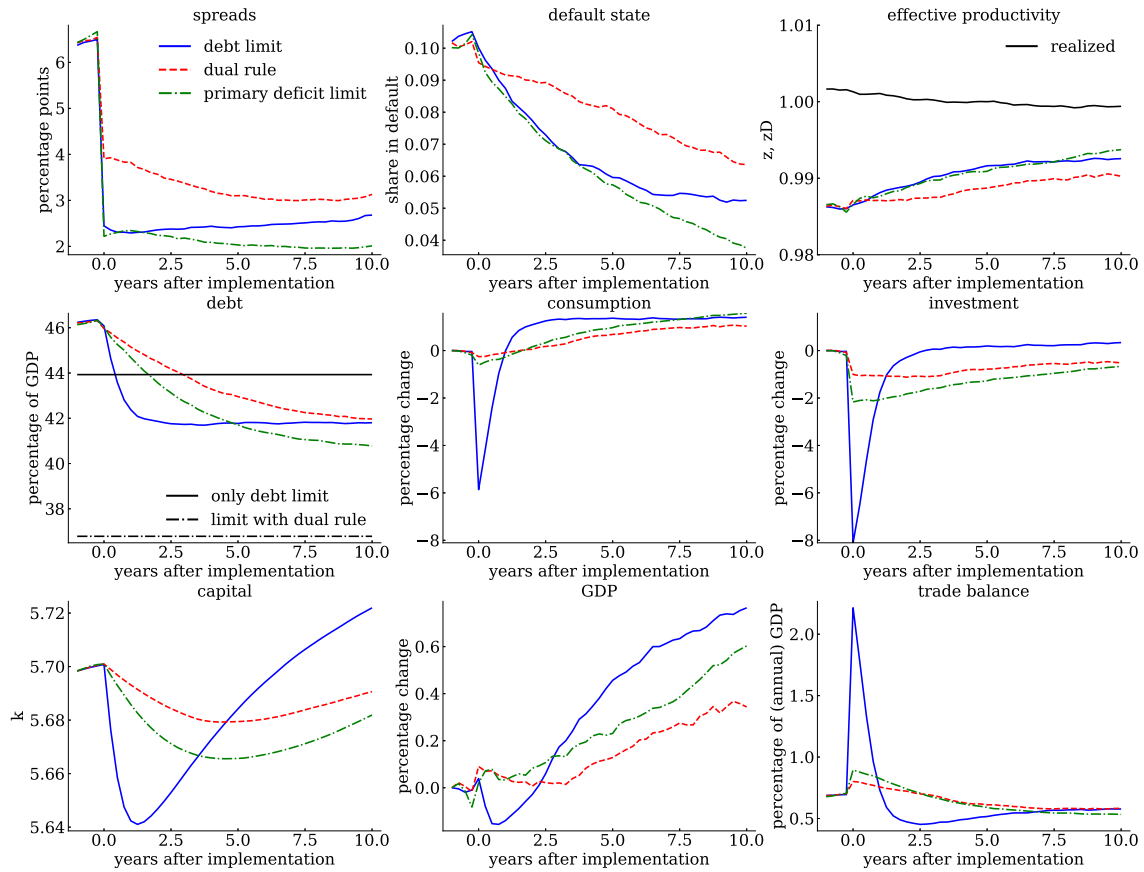 spreads
percentage points
6
5
4
3
2
debt limit
dual rule
primary deficit limit
0.0 2.5 5.0 7.5 10.0
years after implementation
default state
share in default
0.10
0.09
0.08
0.07
0.06
0.05
0.04
0.0 2.5 5.0 7.5 10.0
years after implementation
effective productivity
z, zD
1.01
1.00
0.99
0.98
realized
0.0 2.5 5.0 7.5 10.0
years after implementation
debt
percentage of GDP
46
44
42
40
38
only debt limit
limit with dual rule
0.0 2.5 5.0 7.5 10.0
years after implementation
consumption
percentage change
0
−2
−4
−6
−8
0.0 2.5 5.0 7.5 10.0
years after implementation
investment
percentage change
0
−2
−4
−6
−8
0.0 2.5 5.0 7.5 10.0
years after implementation
capital
k
5.72
5.70
5.68
5.66
5.64
0.0 2.5 5.0 7.5 10.0
years after implementation
GDP
percentage change
0.6
0.4
0.2
0.0
0.0 2.5 5.0 7.5 10.0
years after implementation
trade balance
percentage of (annual) GDP
2.0
1.5
1.0
0.5
0.0 2.5 5.0 7.5 10.0
years after implementation